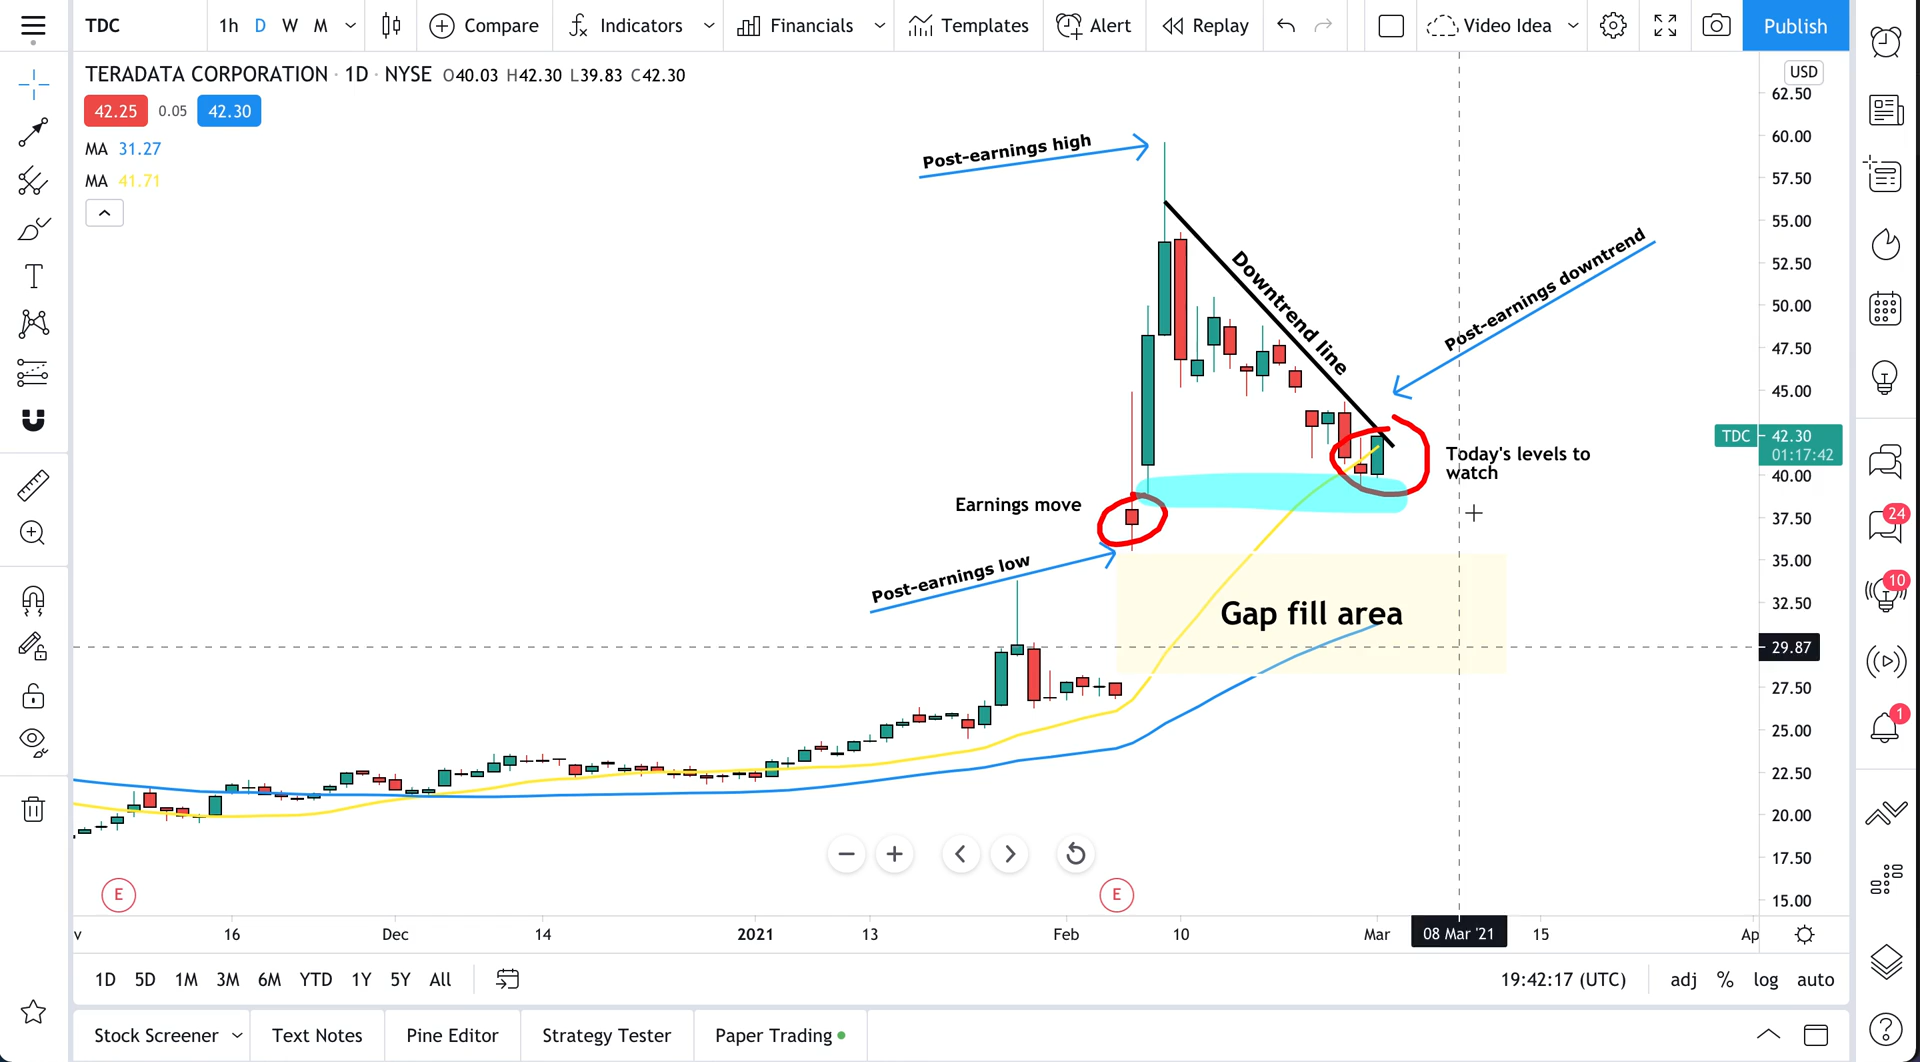 TDC
1h D W M
Compare
Indicators
Financials
Templates
Alert
Replay
Video Idea
Publish
TERADATA CORPORATION · 1D · NYSE O40.03 H42.30 L39.83 C42.30
42.25 0.05 42.30
MA 31.27
MA 41.71
USD
62.50
60.00
57.50
55.00
52.50
50.00
47.50
45.00
TDC 42.30
01:17:42
40.00
37.50
35.00
32.50
29.87
27.50
25.00
22.50
20.00
17.50
15.00
Post-earnings high
Downtrend line
Post-earnings downtrend
Today's levels to
watch
Earnings move
Post-earnings low
Gap fill area
E
E
24
10
1
v 16 Dec 14 2021 13 Feb 10 Mar 08 Mar '21 15 Ap
1D 5D 1M 3M 6M YTD 1Y 5Y All
19:42:17 (UTC) adj % log auto
Stock Screener Text Notes Pine Editor Strategy Tester Paper Trading